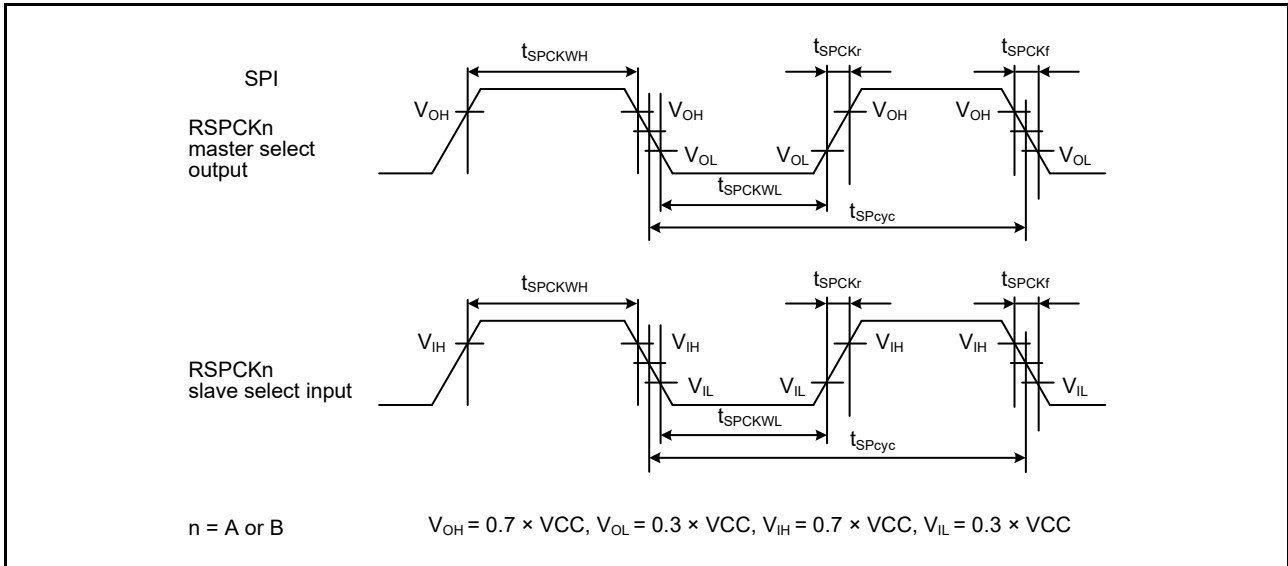 SPI
tSPCKWH
tSPCKr
tSPCKf
RSPCKn
master select
output
VOH
VOH
VOH
VOH
VOL
VOL
VOL
tSPCKWL
tSPcyc
tSPCKWH
tSPCKr
tSPCKf
RSPCKn
slave select input
VIH
VIH
VIH
VIH
VIL
VIL
VIL
tSPCKWL
tSPcyc
n = A or B
VOH = 0.7 × VCC, VOL = 0.3 × VCC, VIH = 0.7 × VCC, VIL = 0.3 × VCC